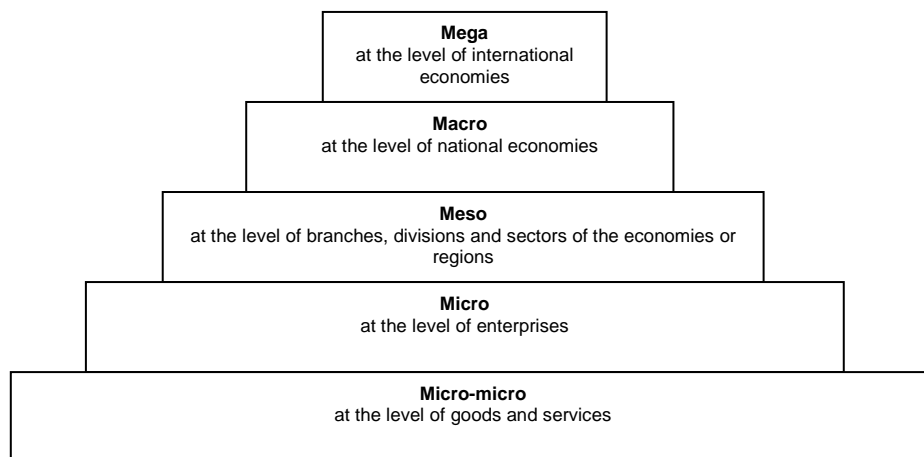 Mega
at the level of international
economies
Macro
at the level of national economies
Meso
at the level of branches, divisions and sectors of the economies or
regions
Micro
at the level of enterprises
Micro-micro
at the level of goods and services